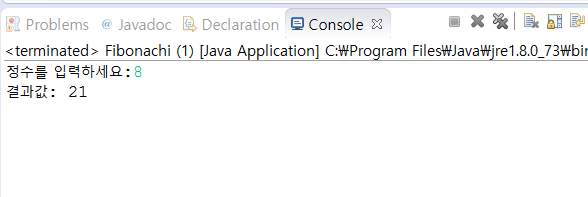 Problems @ Javadoc Declaration Console
<terminated> Fibonachi (1) [Java Application] C:₩Program Files₩Java₩jre1.8.0_73₩bin
정수를 입력하세요:8
결과값: 21